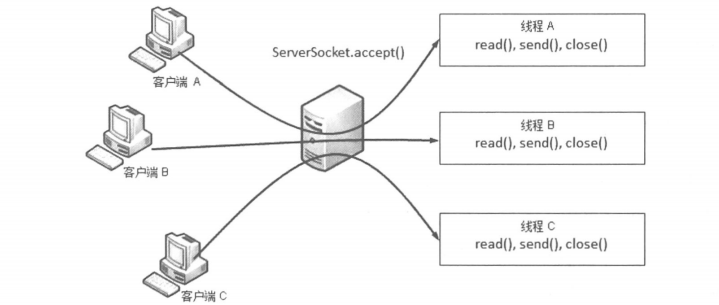 客户端 A
ServerSocket.accept()
线程 A
read(), send(), close()
客户端 B
线程 B
read(), send(), close()
客户端 C
线程 C
read(), send(), close()